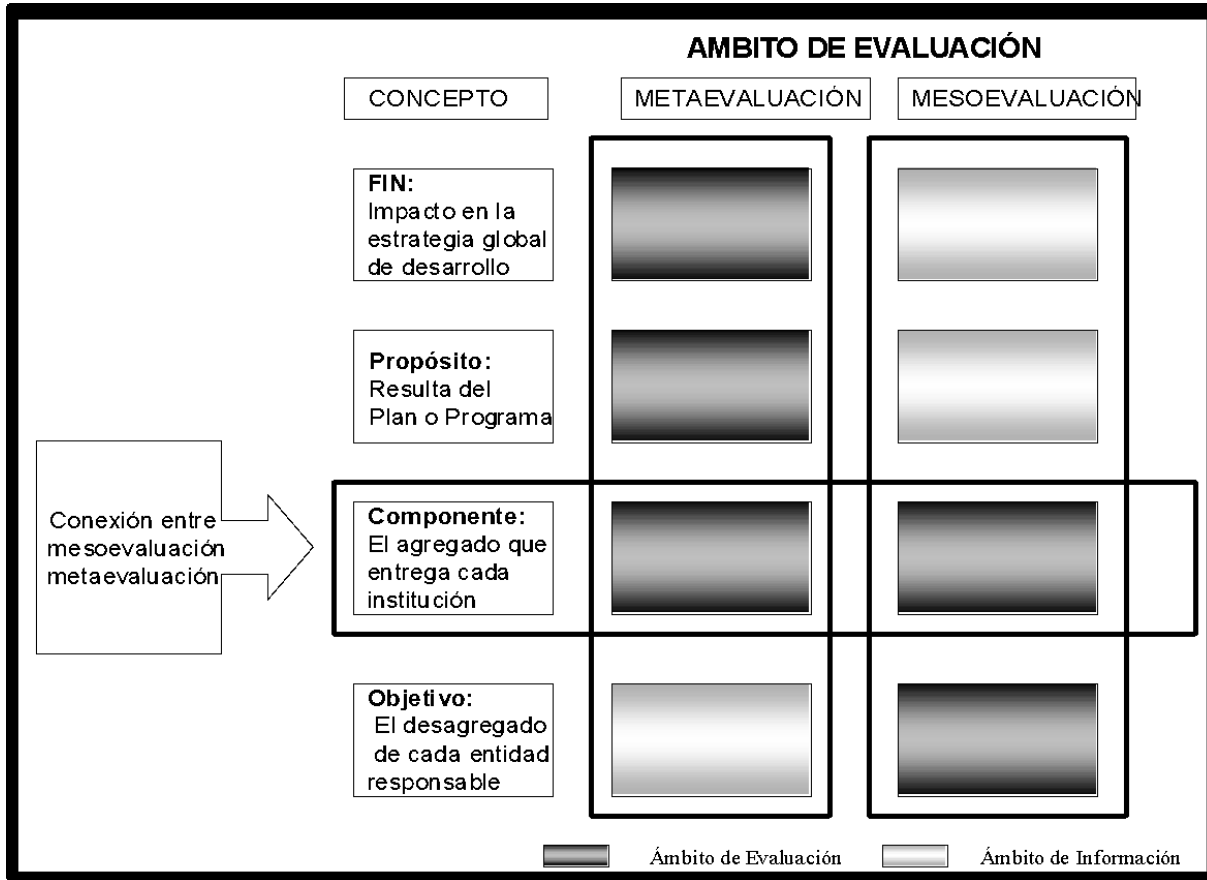 AMBITO DE EVALUACIÓN
CONCEPTO
METAEVALUACIÓN
MESOEVALUACIÓN
FIN:
Impacto en la
estrategia global
de desarrollo
Propósito:
Resulta del
Plan o Programa
Conexión entre
mesoevaluación
metaevaluación
Componente:
El agregado que
entrega cada
institución
Objetivo:
El desagregado
de cada entidad
responsable
Ámbito de Evaluación
Ámbito de Información